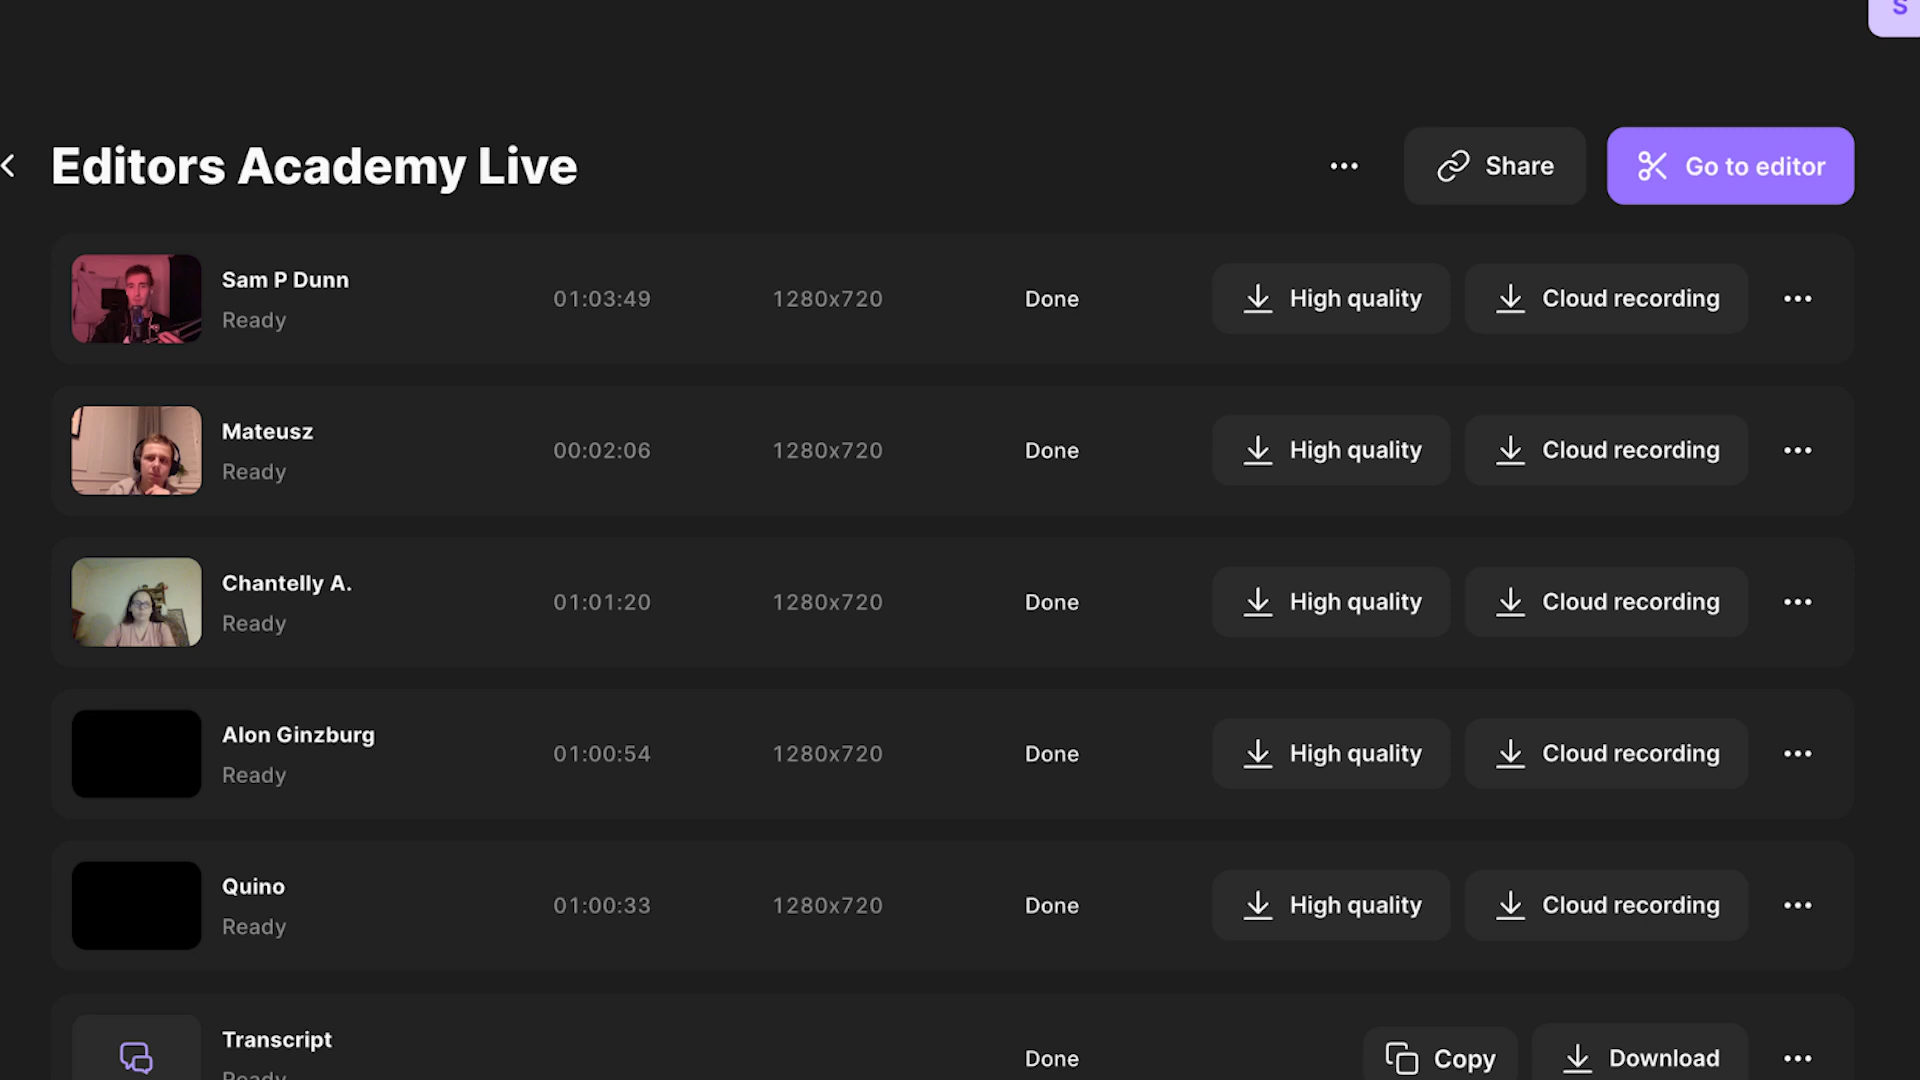 S
Editors Academy Live
Share
Go to editor
Sam P Dunn
Ready
01:03:49
1280x720
Done
High quality
Cloud recording
Mateusz
Ready
00:02:06
1280x720
Done
High quality
Cloud recording
Chantelly A.
Ready
01:01:20
1280x720
Done
High quality
Cloud recording
Alon Ginzburg
Ready
01:00:54
1280x720
Done
High quality
Cloud recording
Quino
Ready
01:00:33
1280x720
Done
High quality
Cloud recording
Transcript
Ready
Done
Copy
Download